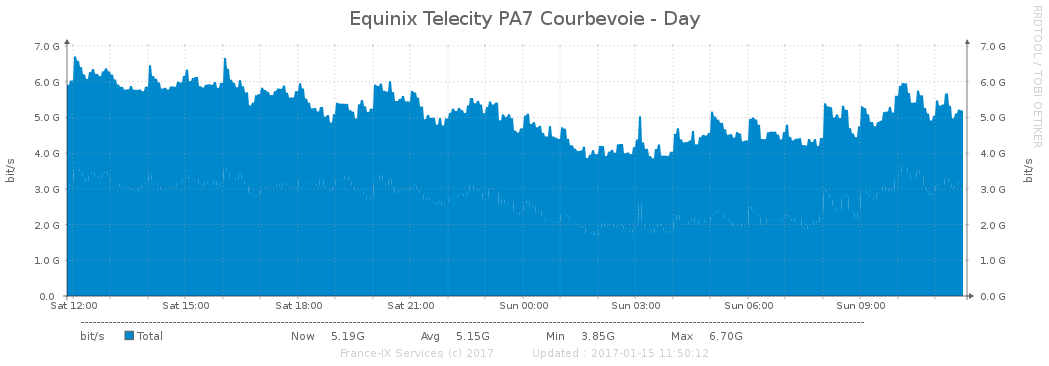 Equinix Telecity PA7 Courbevoie - Day
RRDTOOL / TOBI OETIKER
7.0 G 7.0 G
6.0 G 6.0 G
5.0 G 5.0 G
4.0 G 4.0 G
3.0 G 3.0 G
2.0 G 2.0 G
1.0 G 1.0 G
0.0 0.0 G
bit/s bit/s
Sat 12:00 Sat 15:00 Sat 18:00 Sat 21:00 Sun 00:00 Sun 03:00 Sun 06:00 Sun 09:00
bit/s Total Now 5.19G Avg 5.15G Min 3.85G Max 6.70G
France-IX Services (c) 2017 Updated : 2017-01-15 11:50:12